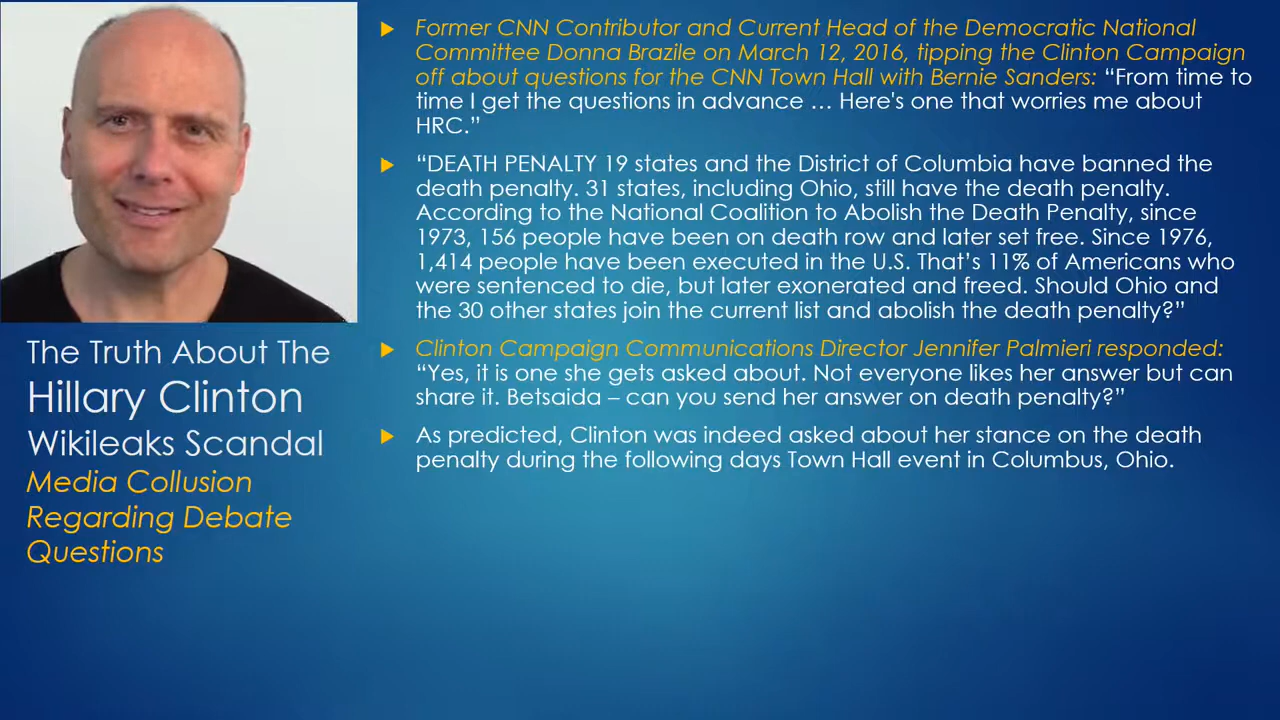 The Truth About The
Hillary Clinton
Wikileaks Scandal
Media Collusion
Regarding Debate
Questions
Former CNN Contributor and Current Head of the Democratic National
Committee Donna Brazile on March 12, 2016, tipping the Clinton Campaign
off about questions for the CNN Town Hall with Bernie Sanders: “From time to
time I get the questions in advance … Here's one that worries me about
HRC.”
“DEATH PENALTY 19 states and the District of Columbia have banned the
death penalty. 31 states, including Ohio, still have the death penalty.
According to the National Coalition to Abolish the Death Penalty, since
1973, 156 people have been on death row and later set free. Since 1976,
1,414 people have been executed in the U.S. That’s 11% of Americans who
were sentenced to die, but later exonerated and freed. Should Ohio and
the 30 other states join the current list and abolish the death penalty?”
Clinton Campaign Communications Director Jennifer Palmieri responded:
“Yes, it is one she gets asked about. Not everyone likes her answer but can
share it. Betsaida – can you send her answer on death penalty?”
As predicted, Clinton was indeed asked about her stance on the death
penalty during the following days Town Hall event in Columbus, Ohio.